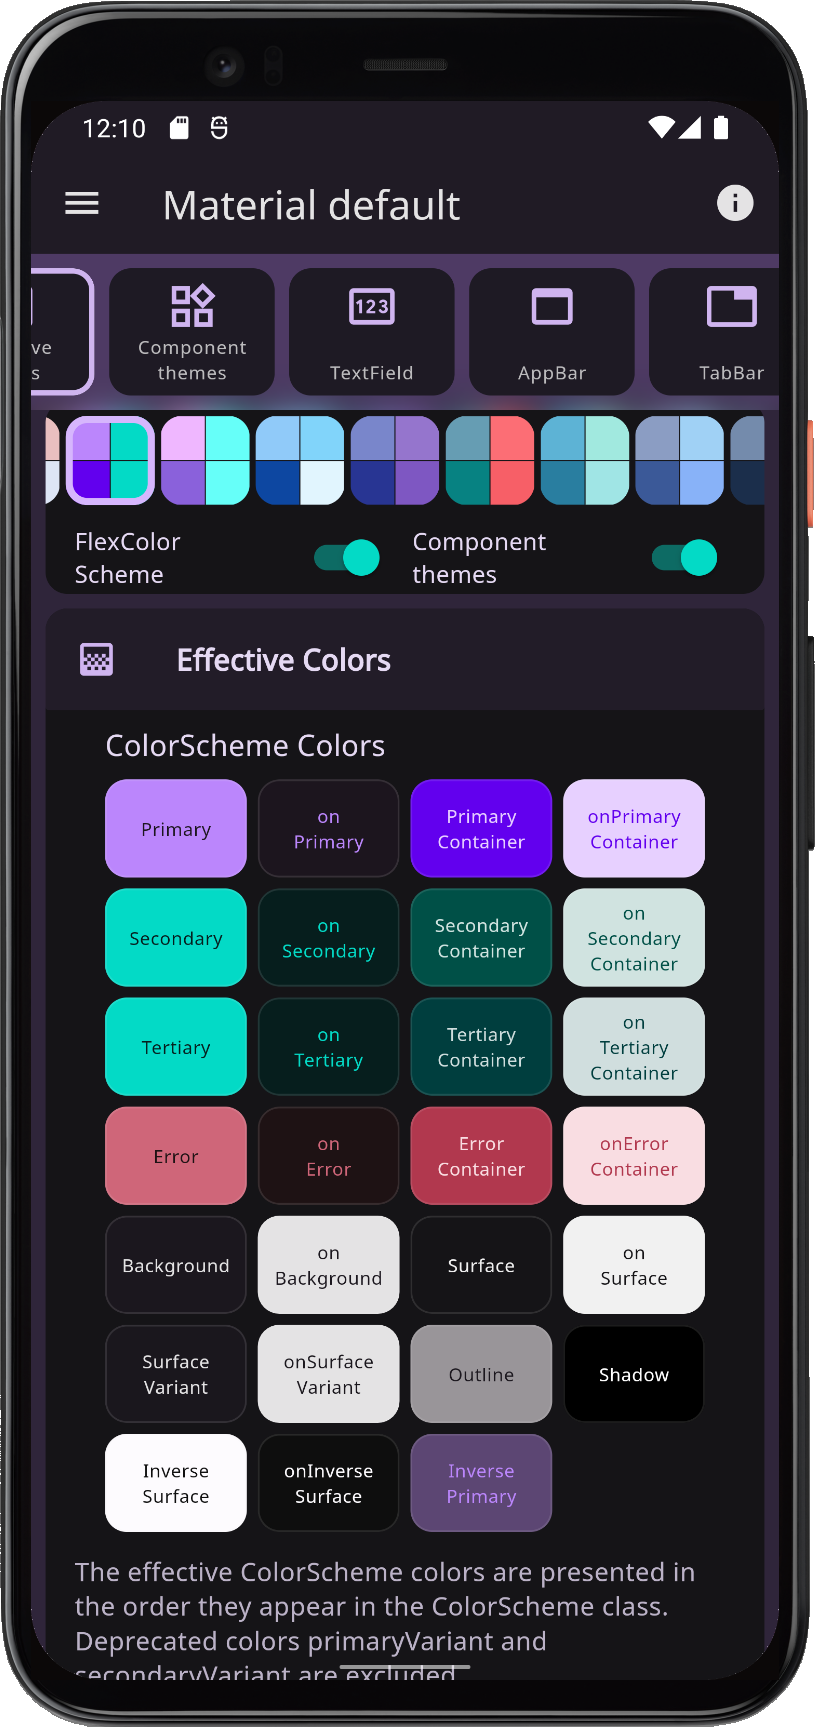 12:10
Material default
ve
s
Component
themes
123
TextField
AppBar
TabBar
FlexColor
Scheme
Component
themes
Effective Colors
ColorScheme Colors
Primary
on
Primary
Primary
Container
onPrimary
Container
Secondary
on
Secondary
Secondary
Container
on
Secondary
Container
Tertiary
on
Tertiary
Tertiary
Container
on
Tertiary
Container
Error
on
Error
Error
Container
onError
Container
Background
on
Background
Surface
on
Surface
Surface
Variant
onSurface
Variant
Outline
Shadow
Inverse
Surface
onInverse
Surface
Inverse
Primary
The effective ColorScheme colors are presented in
the order they appear in the ColorScheme class.
Deprecated colors primaryVariant and
secondaryVariant are excluded